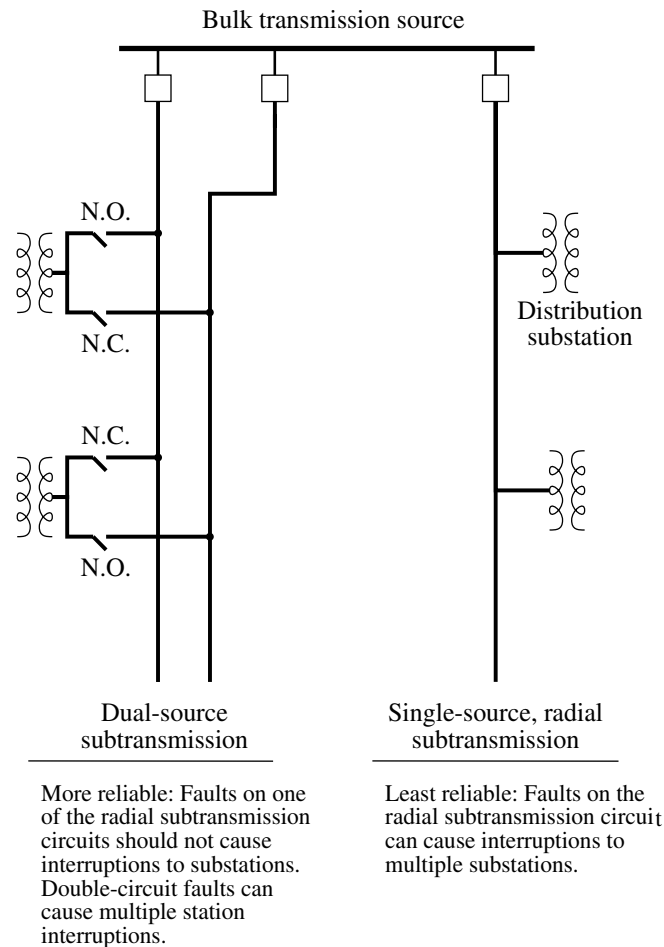 Bulk transmission source
N.O.
N.C.
N.C.
N.O.
Distribution
substation
Dual-source
subtransmission
More reliable: Faults on one
of the radial subtransmission
circuits should not cause
interruptions to substations.
Double-circuit faults can
cause multiple station
interruptions.
Single-source, radial
subtransmission
Least reliable: Faults on the
radial subtransmission circuit
can cause interruptions to
multiple substations.